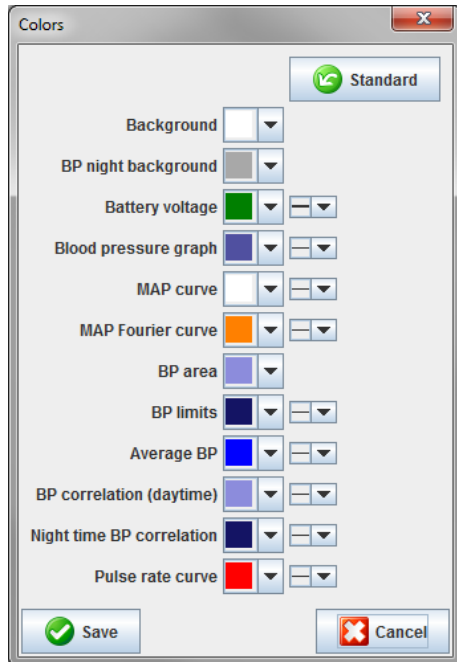 Colors
Standard
Background
BP night background
Battery voltage
Blood pressure graph
MAP curve
MAP Fourier curve
BP area
BP limits
Average BP
BP correlation (daytime)
Night time BP correlation
Pulse rate curve
Save Cancel